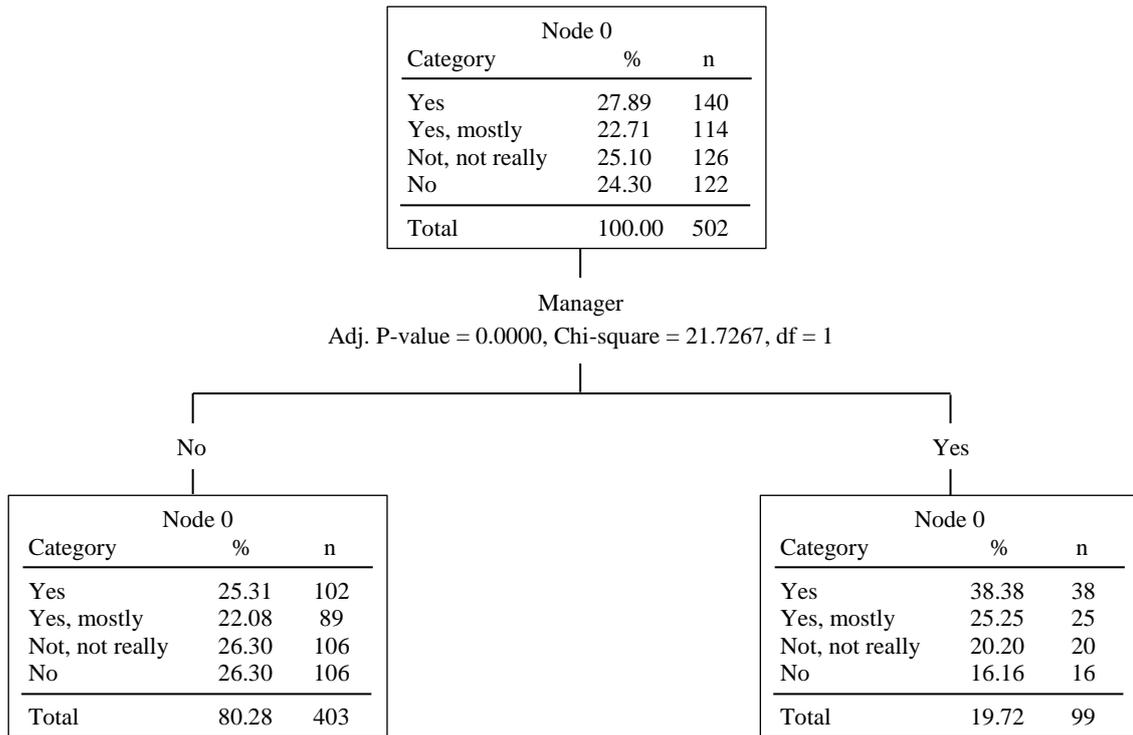 Node 0
Category % n
Yes 27.89 140
Yes, mostly 22.71 114
Not, not really 25.10 126
No 24.30 122
Total 100.00 502
Manager
Adj. P-value = 0.0000, Chi-square = 21.7267, df = 1
No
Node 0
Category % n
Yes 25.31 102
Yes, mostly 22.08 89
Not, not really 26.30 106
No 26.30 106
Total 80.28 403
Yes
Node 0
Category % n
Yes 38.38 38
Yes, mostly 25.25 25
Not, not really 20.20 20
No 16.16 16
Total 19.72 99